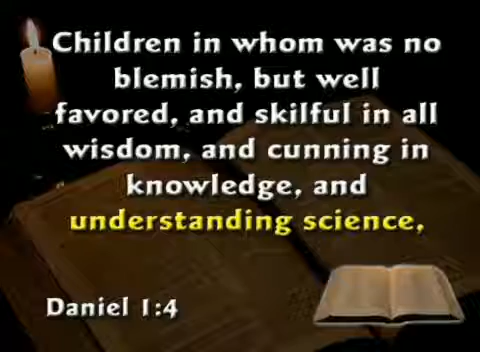 Children in whom was no
blemish, but well
favored, and skilful in all
wisdom, and cunning in
knowledge, and
understanding science,
Daniel 1:4